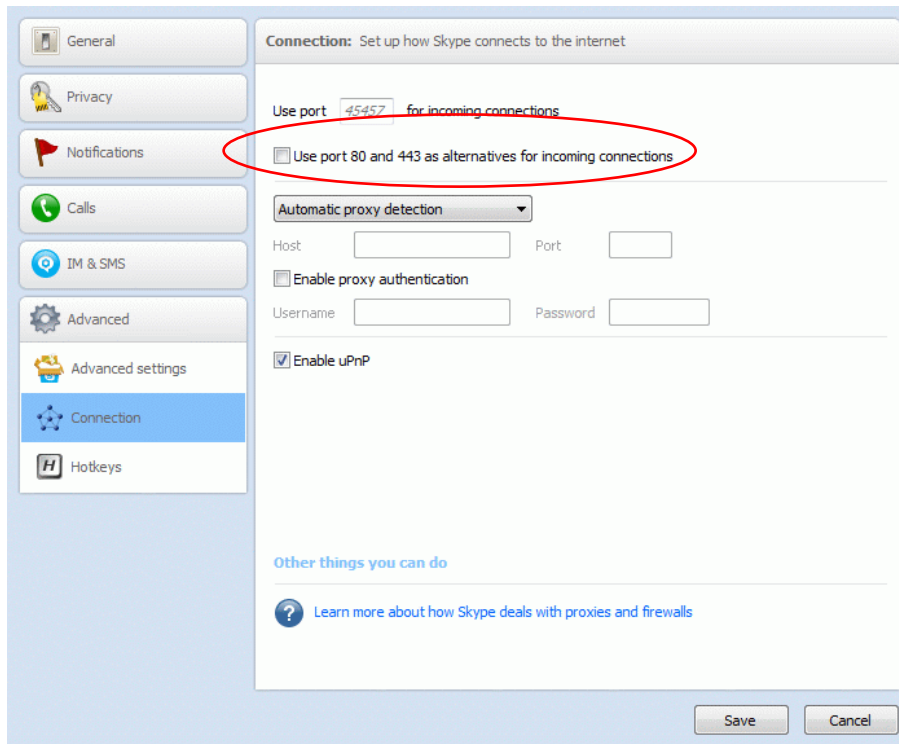 General
Privacy
Notifications
Calls
IM & SMS
Advanced
Advanced settings
Connection
H Hotkeys
Connection: Set up how Skype connects to the internet
Use port 45457 for incoming connections
Use port 80 and 443 as alternatives for incoming connections
Automatic proxy detection
Host Port
Enable proxy authentication
Username Password
Enable uPnP
Other things you can do
? Learn more about how Skype deals with proxies and firewalls
Save Cancel